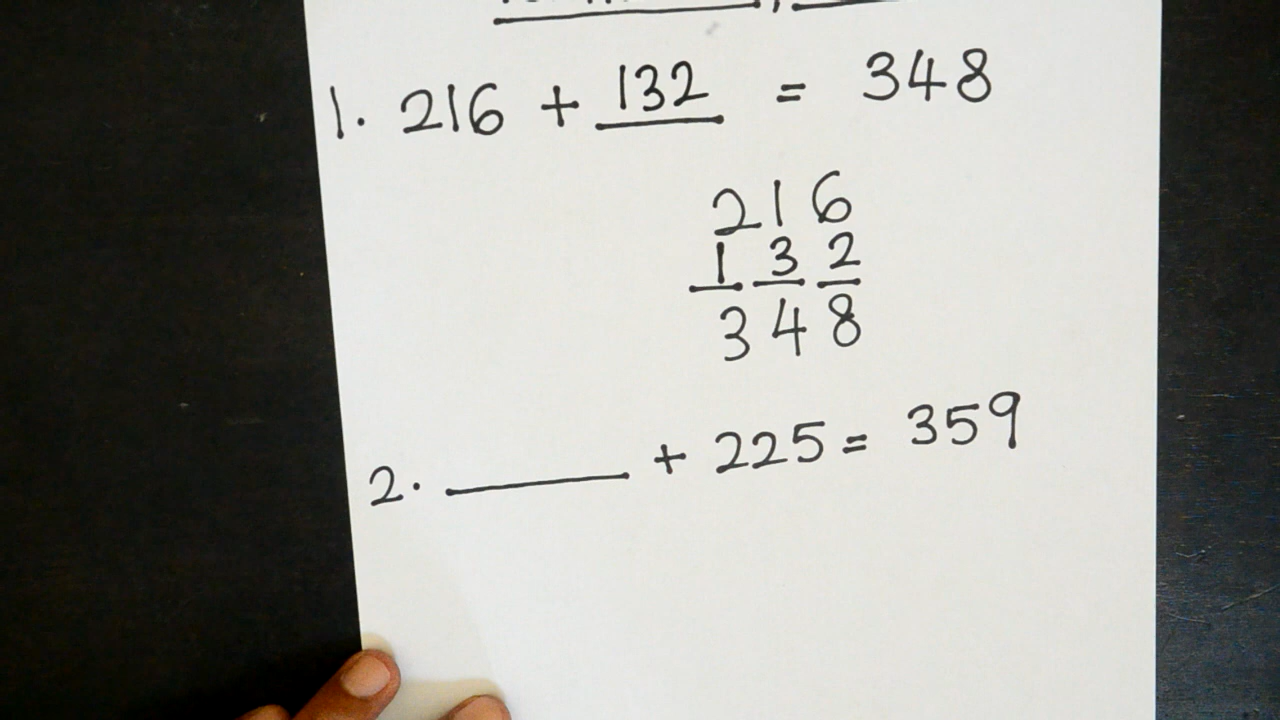 1. 216 + 132 = 348
216
132
348
2. ______ + 225 = 359